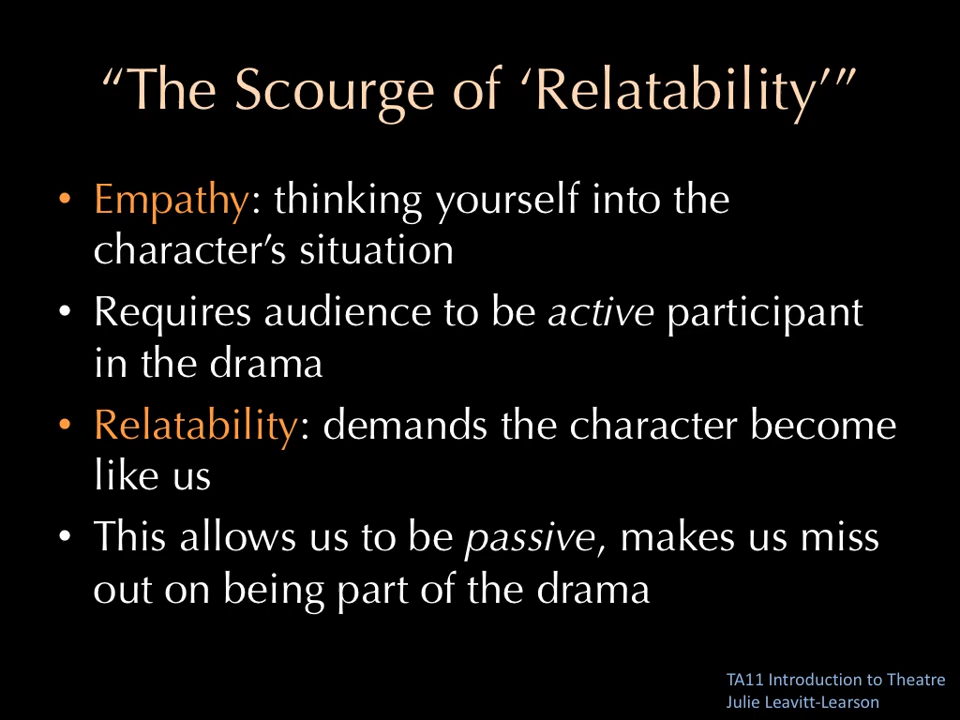 “The Scourge of ‘Relatability’”
• Empathy: thinking yourself into the
character’s situation
• Requires audience to be active participant
in the drama
• Relatability: demands the character become
like us
• This allows us to be passive, makes us miss
out on being part of the drama
TA11 Introduction to Theatre
Julie Leavitt-Learson